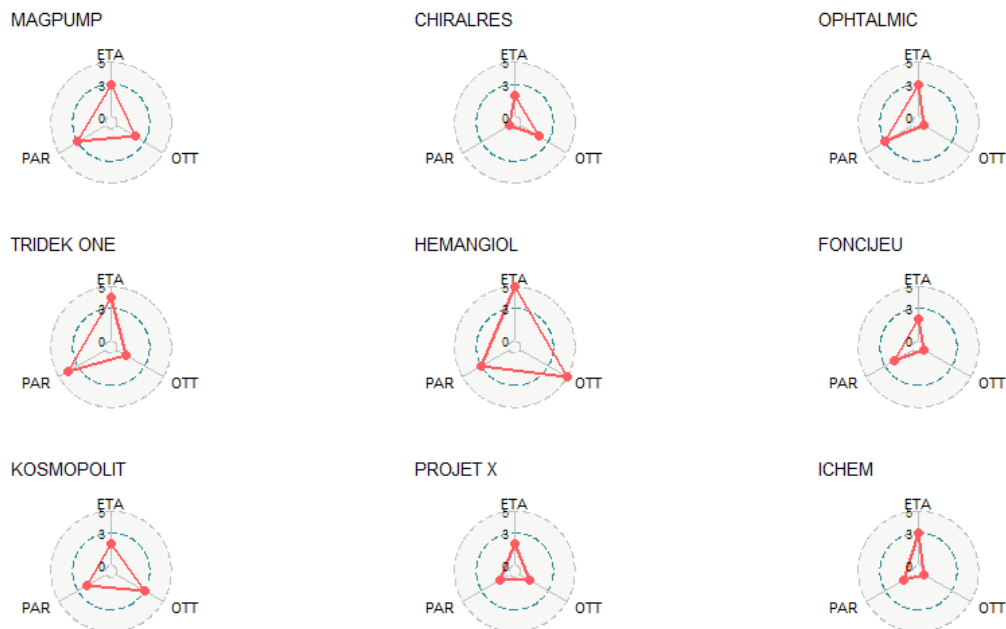 MAGPUMP
ETA
5
3
0
PAR
OTT
CHIRALRES
ETA
5
3
0
PAR
OTT
OPHTALMIC
ETA
5
3
0
PAR
OTT
TRIDEK ONE
ETA
5
3
0
PAR
OTT
HEMANGIOL
ETA
5
3
0
PAR
OTT
FONCIJEU
ETA
5
3
0
PAR
OTT
KOSMOPOLIT
ETA
5
3
0
PAR
OTT
PROJET X
ETA
5
3
0
PAR
OTT
ICHEM
ETA
5
3
0
PAR
OTT